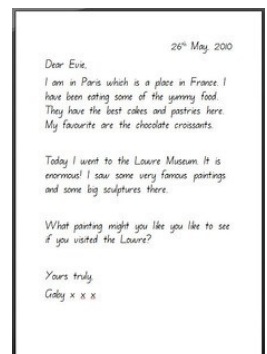 26th May, 2010
Dear Evie,
I am in Paris which is a place in France. I
have been eating some of the yummy food.
They have the best cakes and pastries here.
My favourite are the chocolate croissants.
Today I went to the Louvre Museum. It is
enormous! I saw some very famous paintings
and some big sculptures there.
What painting might you like you like to see
if you visited the Louvre?
Yours truly,
Gaby x x x